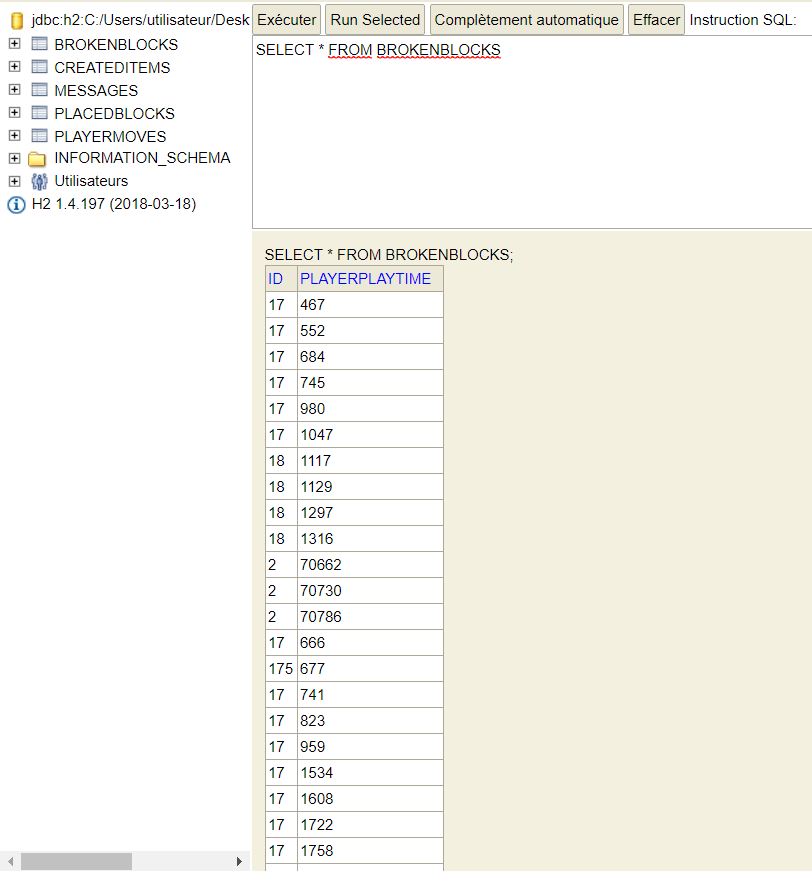 jdbc:h2:C:/Users/utilisateur/Desk
BROKENBLOCKS
CREATEDITEMS
MESSAGES
PLACEDBLOCKS
PLAYERMOVES
INFORMATION_SCHEMA
Utilisateurs
H2 1.4.197 (2018-03-18)
Exécuter Run Selected Complètement automatique Effacer Instruction SQL:
SELECT * FROM BROKENBLOCKS
SELECT * FROM BROKENBLOCKS;
ID PLAYERPLAYTIME
17 467
17 552
17 684
17 745
17 980
17 1047
18 1117
18 1129
18 1297
18 1316
2 70662
2 70730
2 70786
17 666
175 677
17 741
17 823
17 959
17 1534
17 1608
17 1722
17 1758